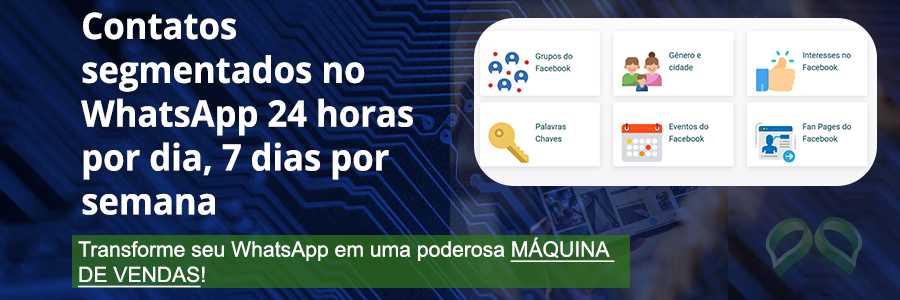 Contatos
segmentados no
WhatsApp 24 horas
por dia, 7 dias por
semana
Transforme seu WhatsApp em uma poderosa MÁQUINA
DE VENDAS!
Grupos do
Facebook
Gênero e
cidade
Interesses no
Facebook
Palavras
Chaves
Eventos do
Facebook
Fan Pages do
Facebook